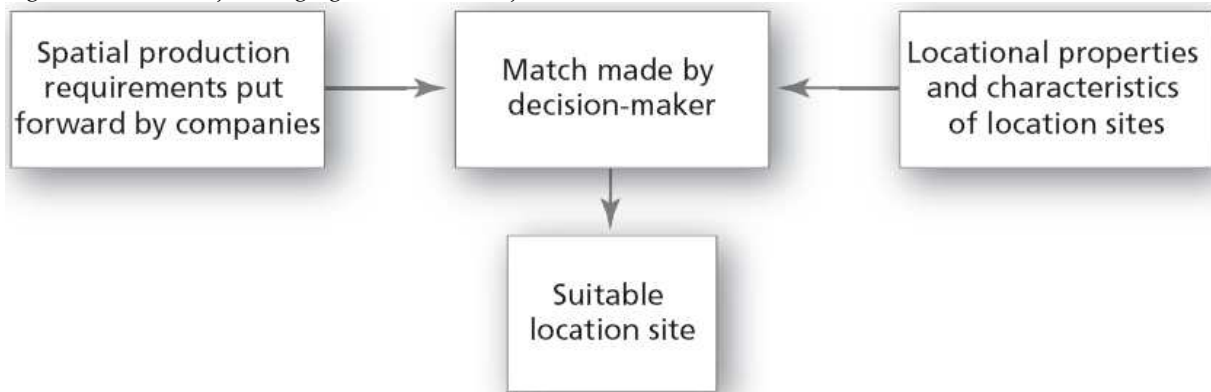 Spatial production
requirements put
forward by companies
Match made by
decision-maker
Locational properties
and characteristics
of location sites
Suitable
location site